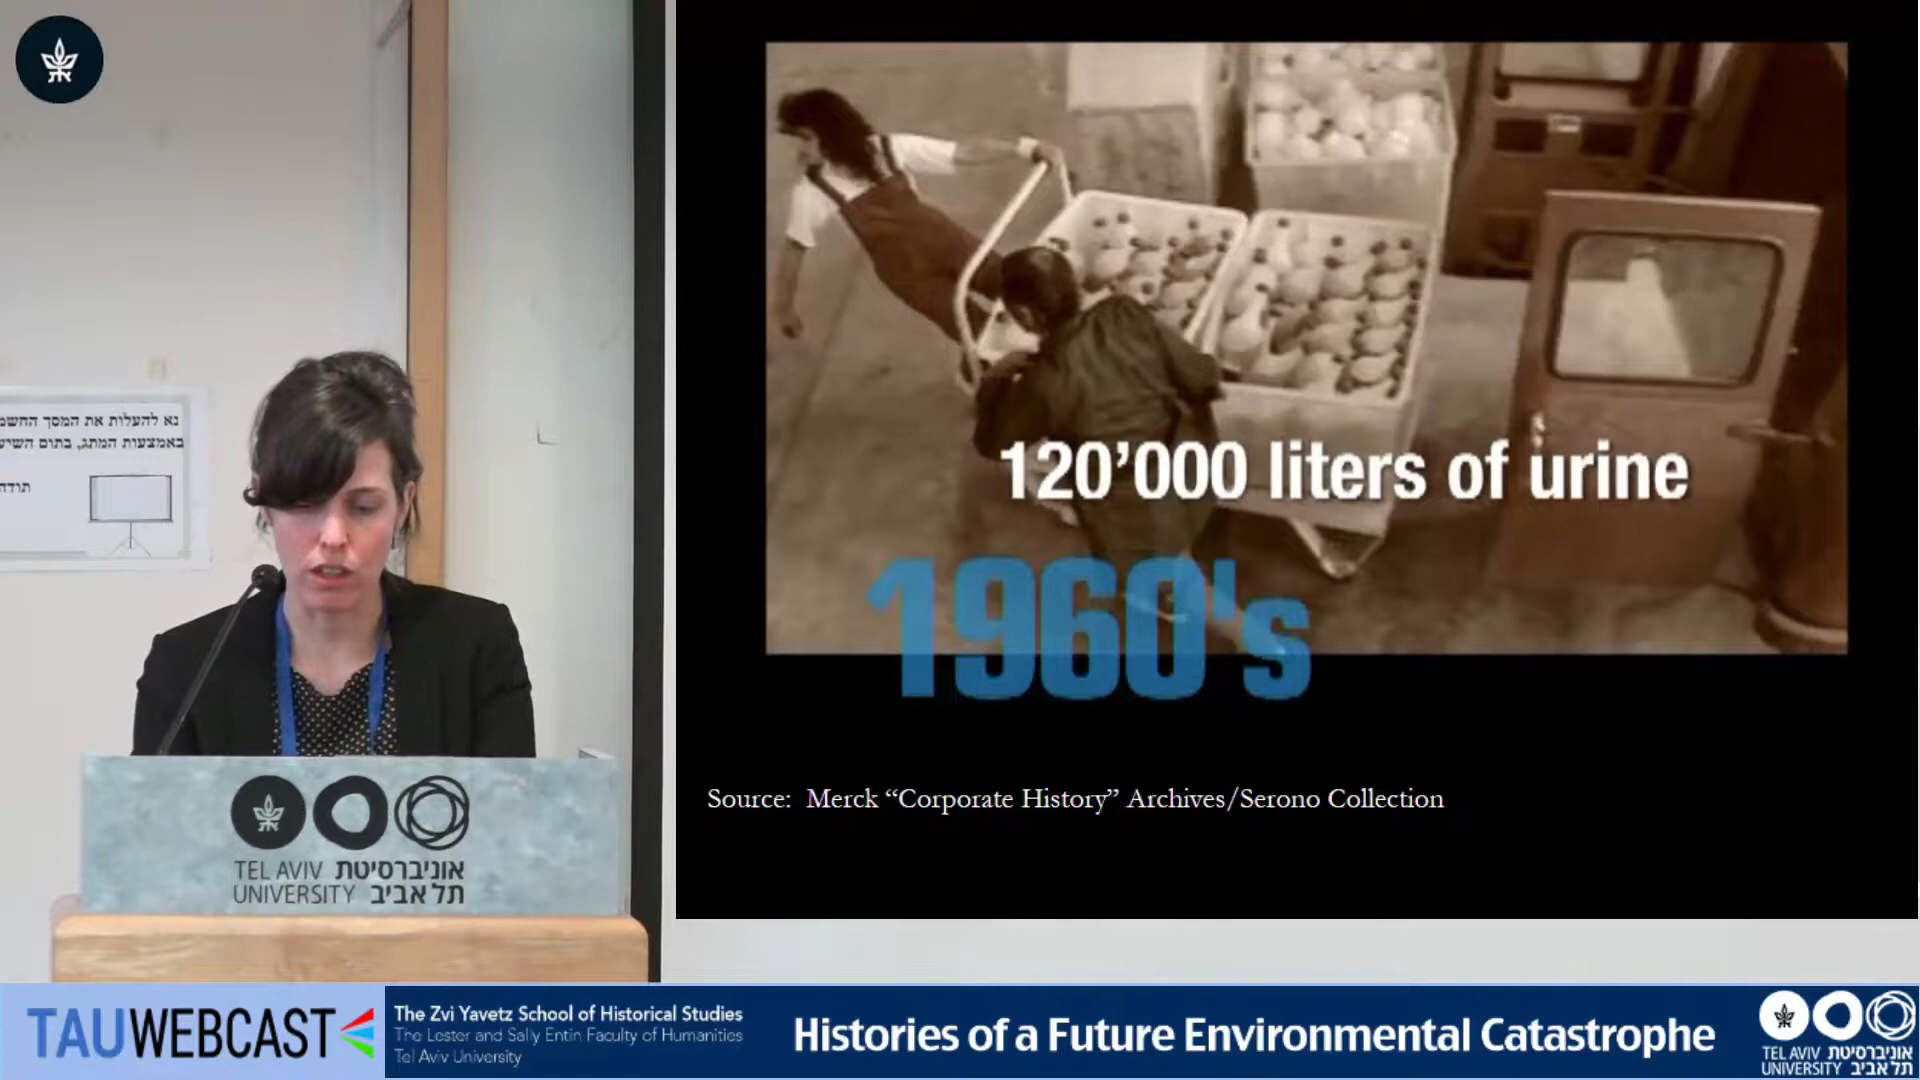 נא להעלות את המסך החשמ
באמצעות המתג, בתום השיע
תודה
TEL AVIV אוניברסיטת
UNIVERSITY תל אביב
120’000 liters of urine
1960's
Source: Merck “Corporate History” Archives/Serono Collection
TAUWEBCAST
The Zvi Yavetz School of Historical Studies
The Lester and Sally Entin Faculty of Humanities
Tel Aviv University
Histories of a Future Environmental Catastrophe
TEL AVIV אוניברסיטת
UNIVERSITY תל אביב